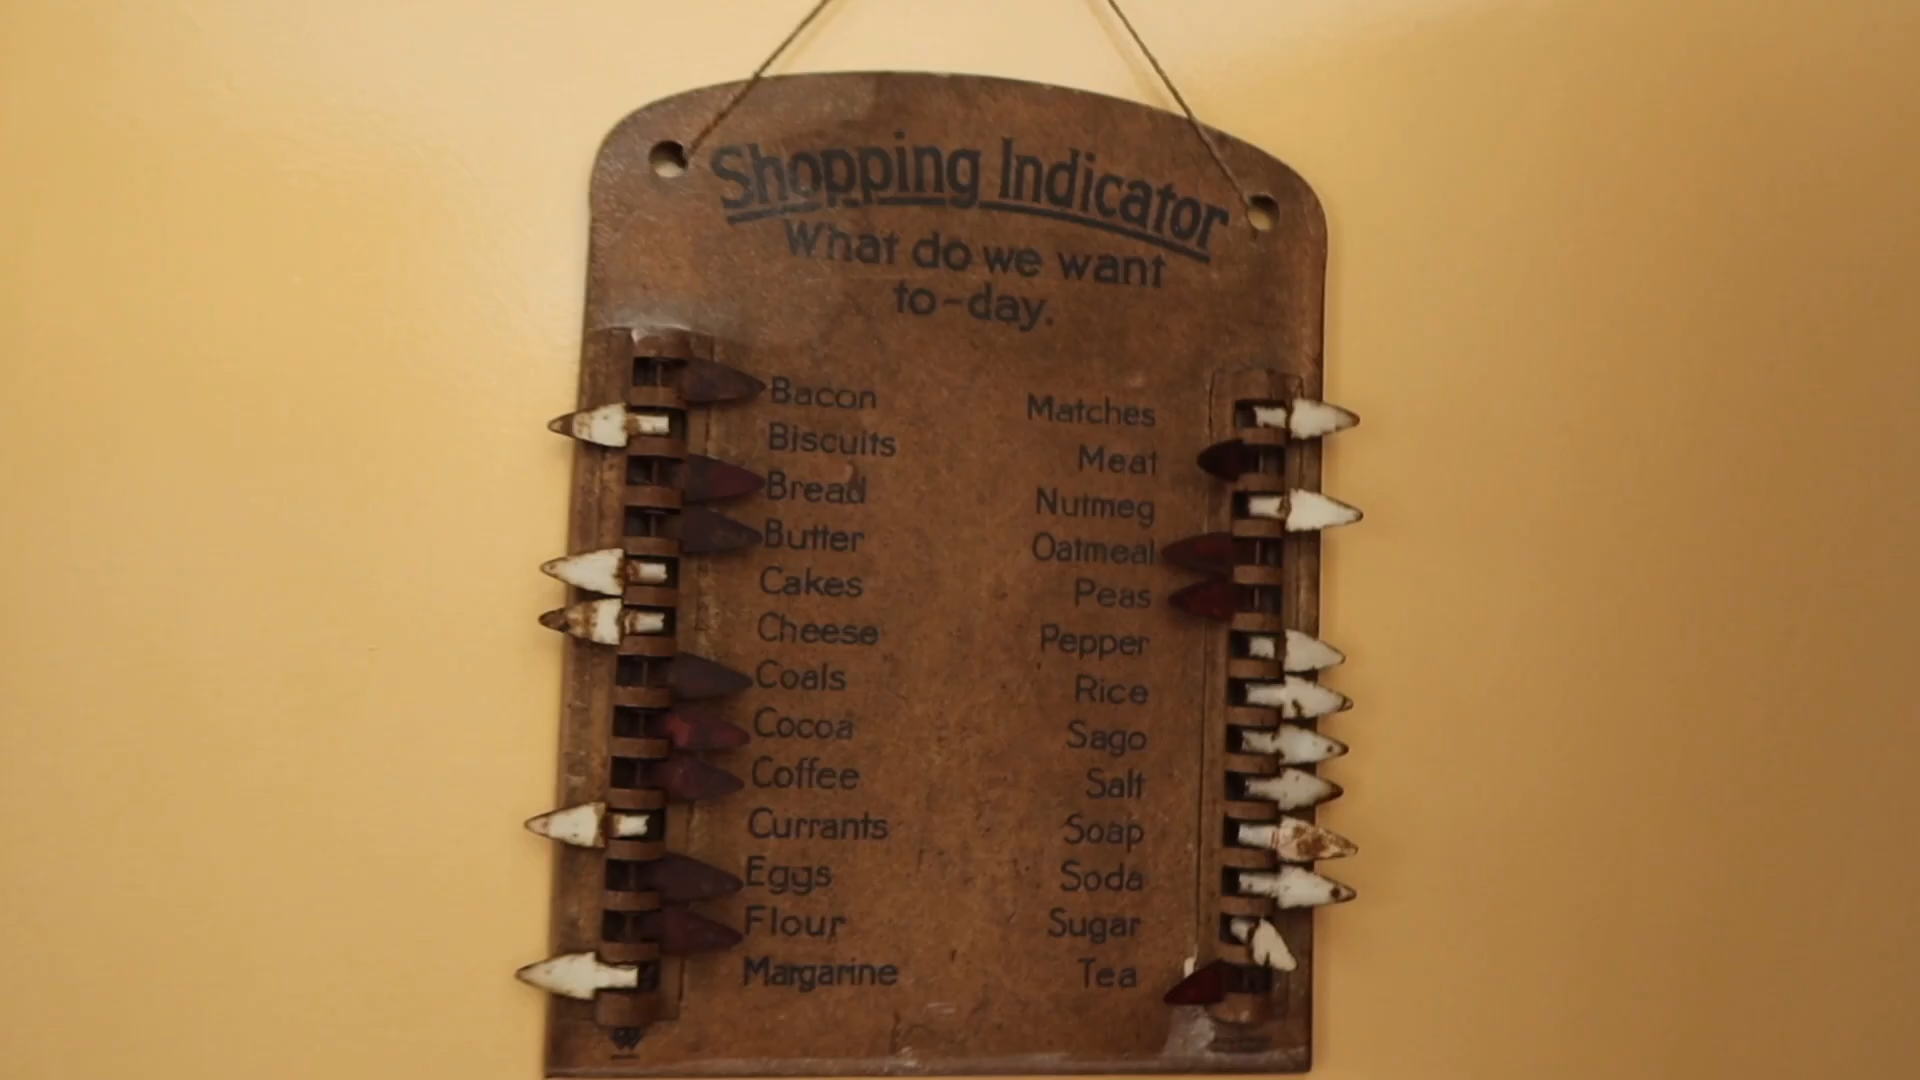 Shopping Indicator
What do we want
to-day.
Bacon
Biscuits
Bread
Butter
Cakes
Cheese
Coals
Cocoa
Coffee
Currants
Eggs
Flour
Margarine
Matches
Meat
Nutmeg
Oatmeal
Peas
Pepper
Rice
Sago
Salt
Soap
Soda
Sugar
Tea